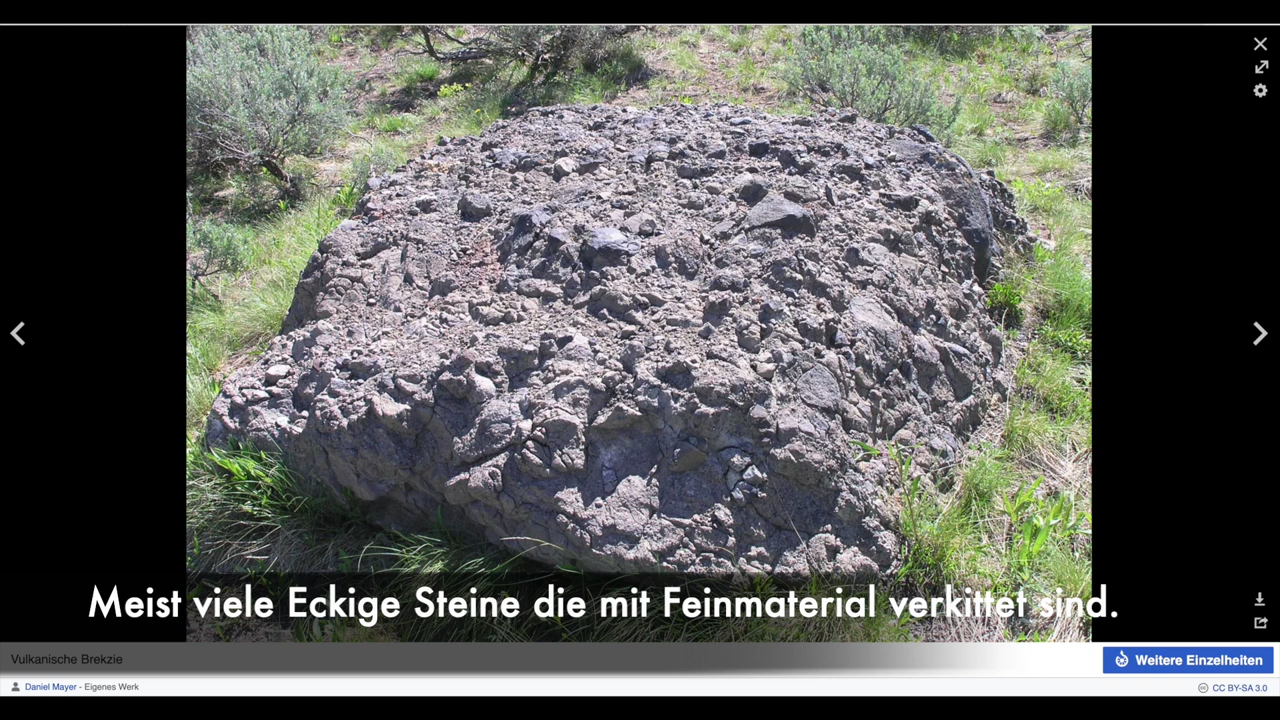 Meist viele Eckige Steine die mit Feinmaterial verkittet sind.
Vulkanische Brekzie
Weitere Einzelheiten
Daniel Mayer - Eigenes Werk
CC BY-SA 3.0